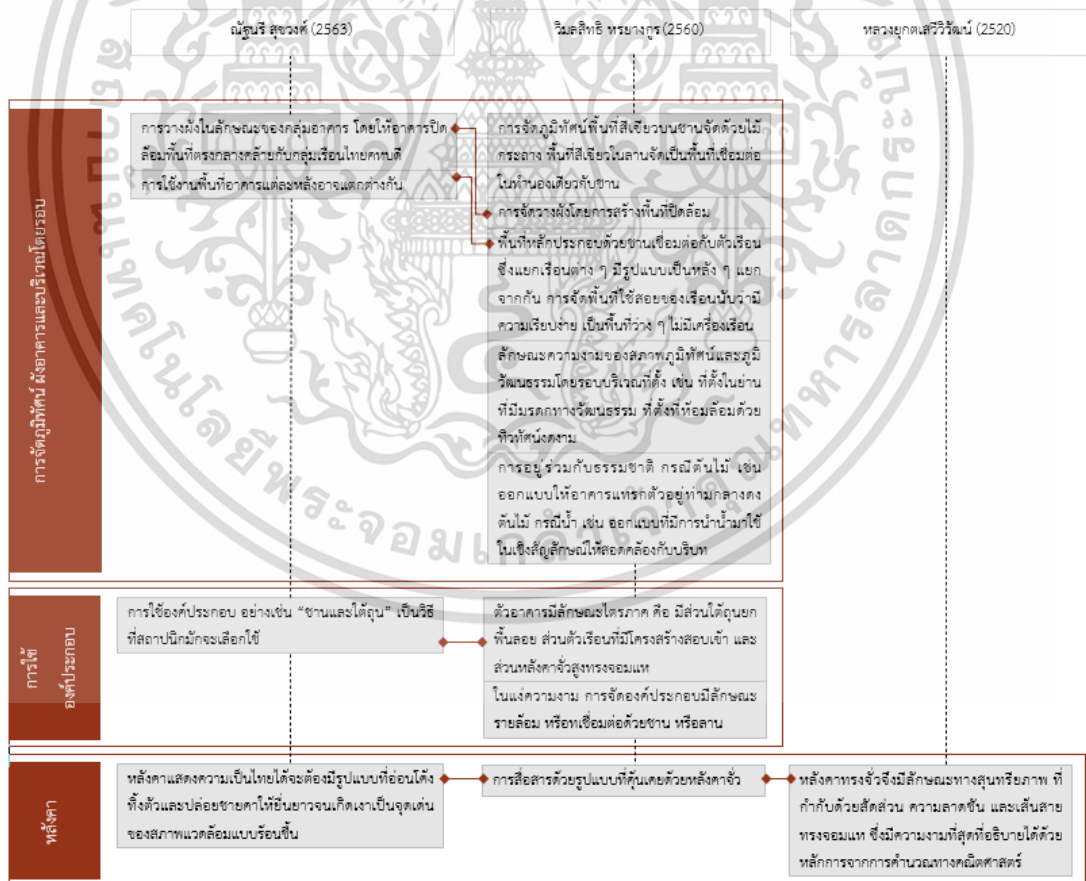 ณัฐนรี สุขวงศ์ (2563)
วิมลสิทธิ หรยางกูร (2560)
หลวงยุกตเสวีวิวัฒน์ (2520)
การจัดภูมิทัศน์ ผังอาคารและบริเวณโดยรอบ
การวางผังในลักษณะของกลุ่มอาคาร โดยให้อาคารปิด
ล้อมพื้นที่ตรงกลางคล้ายกับกลุ่มเรือนไทยคหบดี
การใช้งานพื้นที่อาคารแต่ละหลังอาจแตกต่างกัน
การจัดภูมิทัศน์พื้นที่สีเขียวบนชานจัดด้วยไม้
กระถาง พื้นที่สีเขียวในลานจัดเป็นพื้นที่เชื่อมต่อ
ในทำนองเดียวกับชาน
การจัดวางผังโดยการสร้างพื้นที่ปิดล้อม
พื้นที่หลักประกอบด้วยชานเชื่อมต่อกับตัวเรือน
ซึ่งแยกเรือนต่าง ๆ มีรูปแบบเป็นหลัง ๆ แยก
จากกัน การจัดพื้นที่ใช้สอยของเรือนนับว่ามี
ความเรียบง่าย เป็นพื้นที่ว่าง ๆ ไม่มีเครื่องเรือน
ลักษณะความงามของสภาพภูมิทัศน์และภูมิ
วัฒนธรรมโดยรอบบริเวณที่ตั้ง เช่น ที่ตั้งในย่าน
ที่มีมรดกทางวัฒนธรรม ที่ตั้งที่ห้อมล้อมด้วย
ทิวทัศน์งดงาม
การอยู่ร่วมกับธรรมชาติ กรณีต้นไม้ เช่น
ออกแบบให้อาคารแทรกตัวอยู่ท่ามกลางดง
ต้นไม้ กรณีน้ำ เช่น ออกแบบที่มีการนำน้ำมาใช้
ในเชิงสัญลักษณ์ให้สอดคล้องกับบริบท
การใช้
องค์ประกอบ
การใช้องค์ประกอบ อย่างเช่น “ชานและใต้ถุน” เป็นวิธี
ที่สถาปนิกมักจะเลือกใช้
ตัวอาคารมีลักษณะไตรภาค คือ มีส่วนใต้ถุนยก
พื้นลอย ส่วนตัวเรือนที่มีโครงสร้างสอบเข้า และ
ส่วนหลังคาจั่วสูงทรงจอมแห
ในแง่ความงาม การจัดองค์ประกอบมีลักษณะ
รายล้อม หรือทเชื่อมต่อด้วยชาน หรือลาน
หลังคา
หลังคาแสดงความเป็นไทยได้จะต้องมีรูปแบบที่อ่อนโค้ง
ทิ้งตัวและปล่อยชายคาให้ยื่นยาวจนเกิดเงาเป็นจุดเด่น
ของสภาพแวดล้อมแบบร้อนชื้น
การสื่อสารด้วยรูปแบบที่คุ้นเคยด้วยหลังคาจั่ว
หลังคาทรงจั่วจึงมีลักษณะทางสุนทรียภาพ ที่
กำกับด้วยสัดส่วน ความลาดชัน และเส้นสาย
ทรงจอมแห ซึ่งมีความงามที่สุดที่อธิบายได้ด้วย
หลักการจากการคำนวณทางคณิตศาสตร์